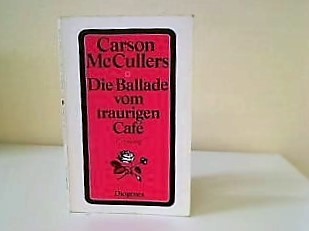 Carson
McCullers
Die Ballade
vom
traurigen
Café
Diogenes